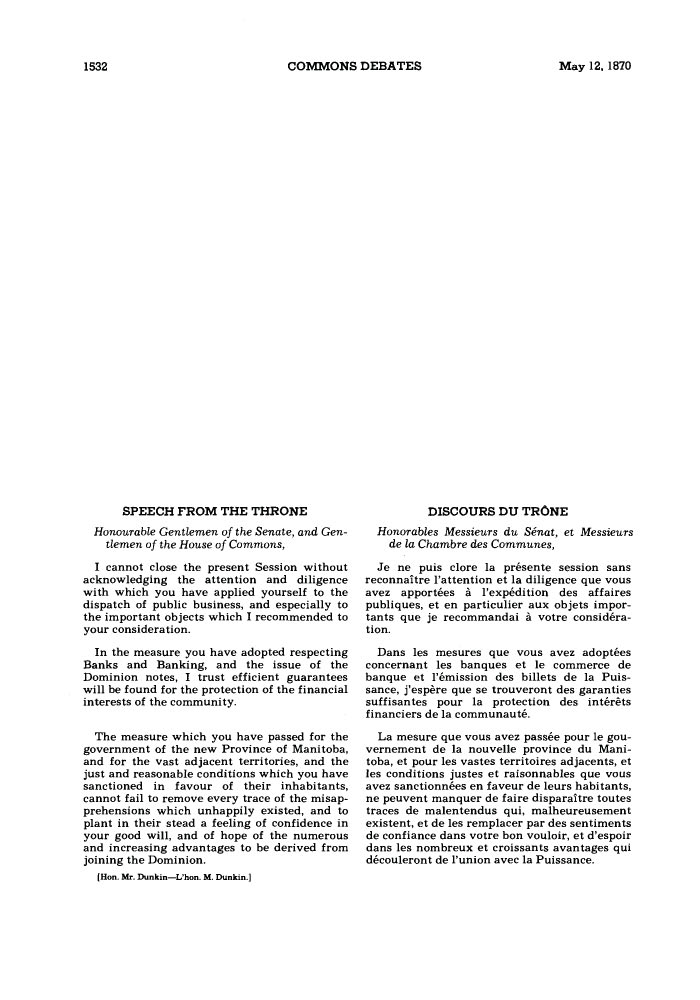 1532 COMMONS DEBATES May 12, 1870
SPEECH FROM THE THRONE
Honourable Gentlemen of the Senate, and Gen-
tlemen of the House of Commons,
I cannot close the present Session without
acknowledging the attention and diligence
with which you have applied yourself to the
dispatch of public business, and especially to
the important objects which I recommended to
your consideration.
In the measure you have adopted respecting
Banks and Banking, and the issue of the
Dominion notes, I trust efficient guarantees
will be found for the protection of the financial
interests of the community.
The measure which you have passed for the
government of the new Province of Manitoba,
and for the vast adjacent territories, and the
just and reasonable conditions which you have
sanctioned in favour of their inhabitants,
cannot fail to remove every trace of the misap-
prehensions which unhappily existed, and to
plant in their stead a feeling of confidence in
your good will, and of hope of the numerous
and increasing advantages to be derived from
joining the Dominion.
[Hon. Mr. Dunkin—L'hon. M. Dunkin.]
DISCOURS DU TRÔNE
Honorables Messieurs du Sénat, et Messieurs
de la Chambre des Communes,
Je ne puis clore la présente session sans
reconnaître l'attention et la diligence que vous
avez apportées à l'expédition des affaires
publiques, et en particulier aux objets impor-
tants que je recommandai à votre considéra-
tion.
Dans les mesures que vous avez adoptées
concernant les banques et le commerce de
banque et l'émission des billets de la Puis-
sance, j'espère que se trouveront des garanties
suffisantes pour la protection des intérêts
financiers de la communauté.
La mesure que vous avez passée pour le gou-
vernement de la nouvelle province du Mani-
toba, et pour les vastes territoires adjacents, et
les conditions justes et raisonnables que vous
avez sanctionnées en faveur de leurs habitants,
ne peuvent manquer de faire disparaître toutes
traces de malentendus qui, malheureusement
existent, et de les remplacer par des sentiments
de confiance dans votre bon vouloir, et d'espoir
dans les nombreux et croissants avantages qui
découleront de l'union avec la Puissance.